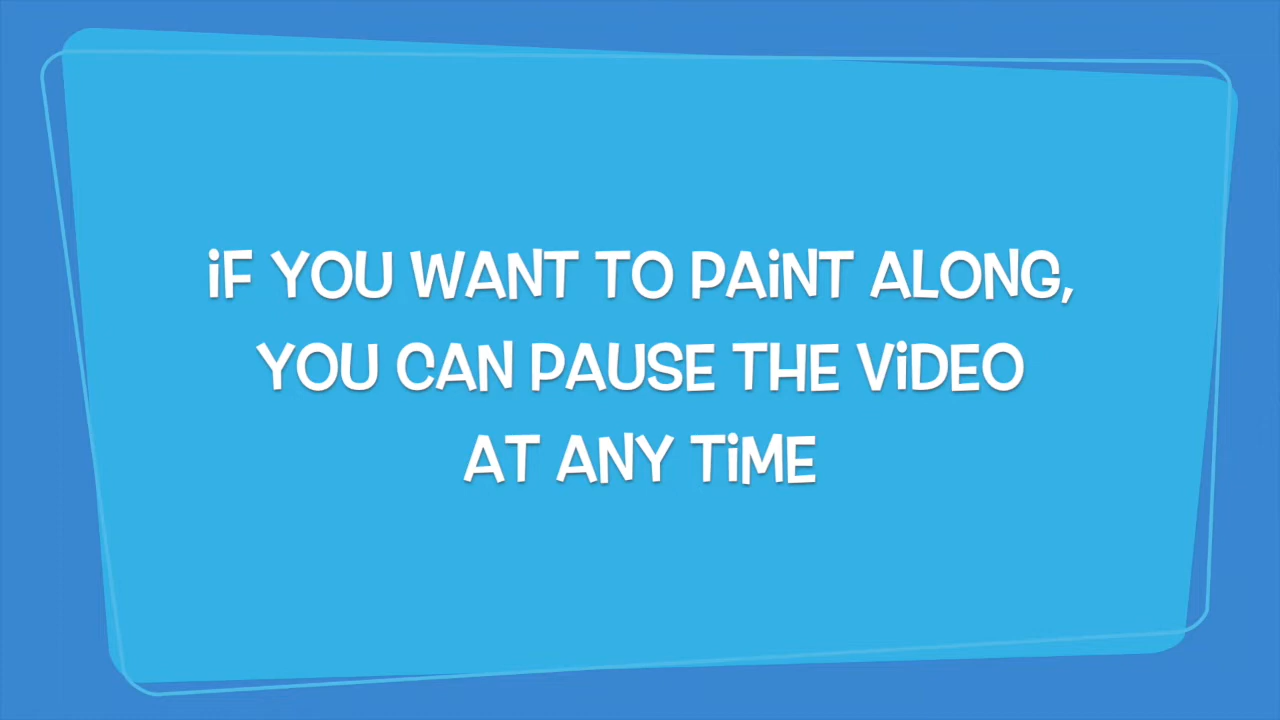 iF YOU WANT TO PAiNT ALONG,
YOU CAN PAUSE THE ViDEO
AT ANY TiME